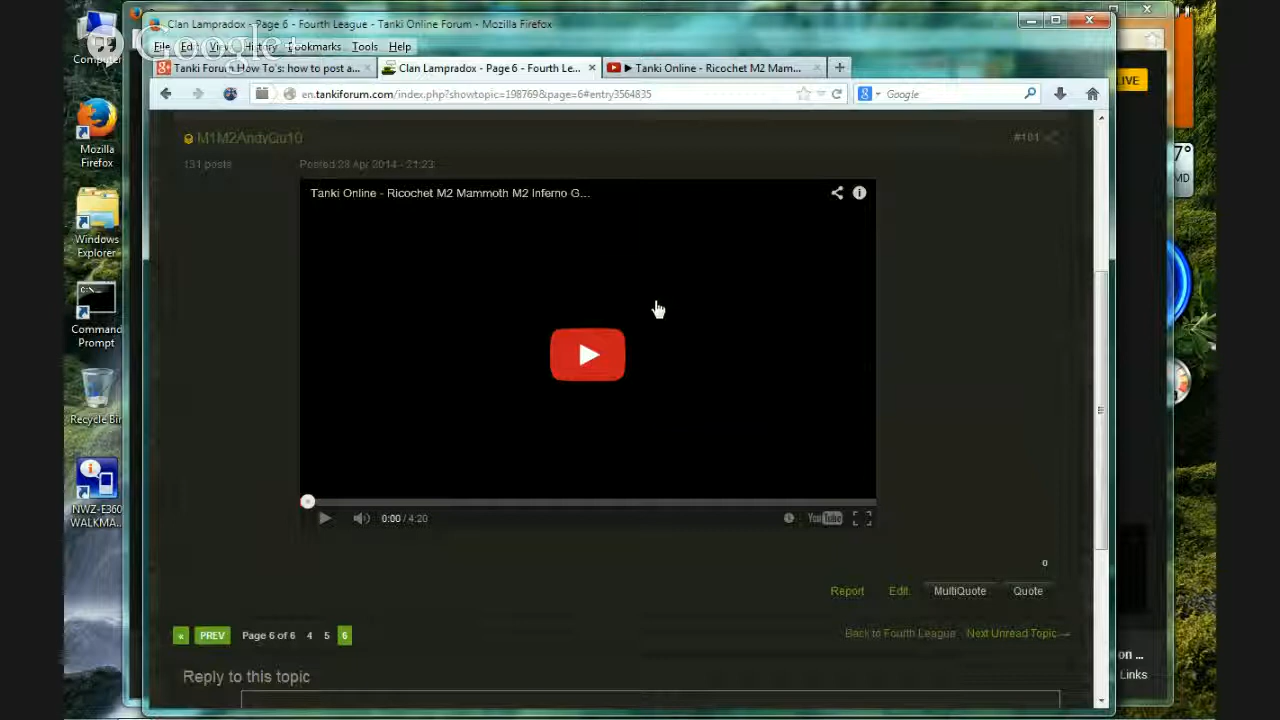 Clan Lampradox - Page 6 - Fourth League - Tanki Online Forum - Mozilla Firefox
Google+
File Edit View History Bookmarks Tools Help
Tanki Forum How To's: how to post a...
Clan Lampradox - Page 6 - Fourth Le...
▶ Tanki Online - Ricochet M2 Mam...
en.tankiforum.com/index.php?showtopic=198769&page=6#entry3564835
Google
Computer
Mozilla
Firefox
Windows
Explorer
Command
Prompt
Recycle Bin
NWZ-E360
WALKMA...
LIVE
7°
MD
M1M2AndyCai10
#101
131 posts
Posted 28 Apr 2014 - 21:23
Tanki Online - Ricochet M2 Mammoth M2 Inferno G...
0:00 / 4:20
YouTube
0
Report Edit MultiQuote Quote
« PREV Page 6 of 6 4 5 6
Back to Fourth League Next Unread Topic →
Reply to this topic
on ...
Links